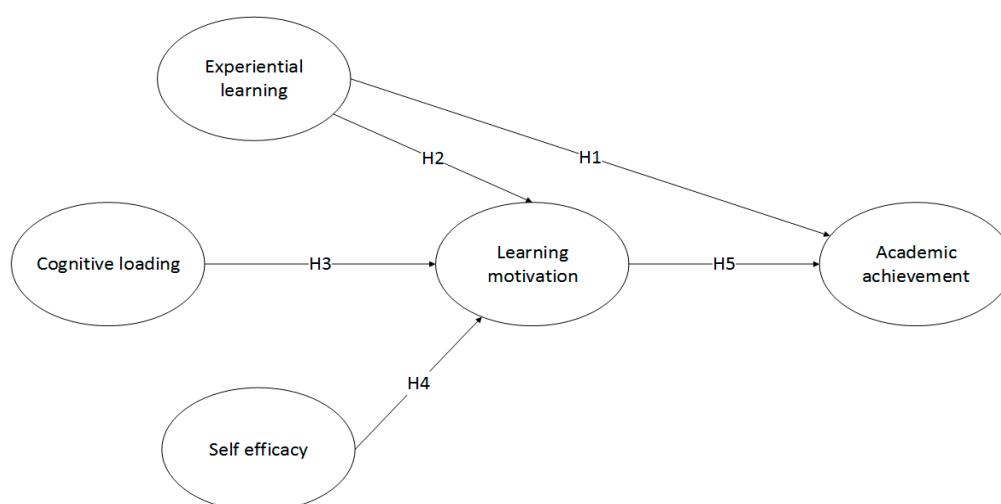 Experiential
learning
H2
H1
Cognitive loading
H3
Learning
motivation
H5
Academic
achievement
H4
Self efficacy